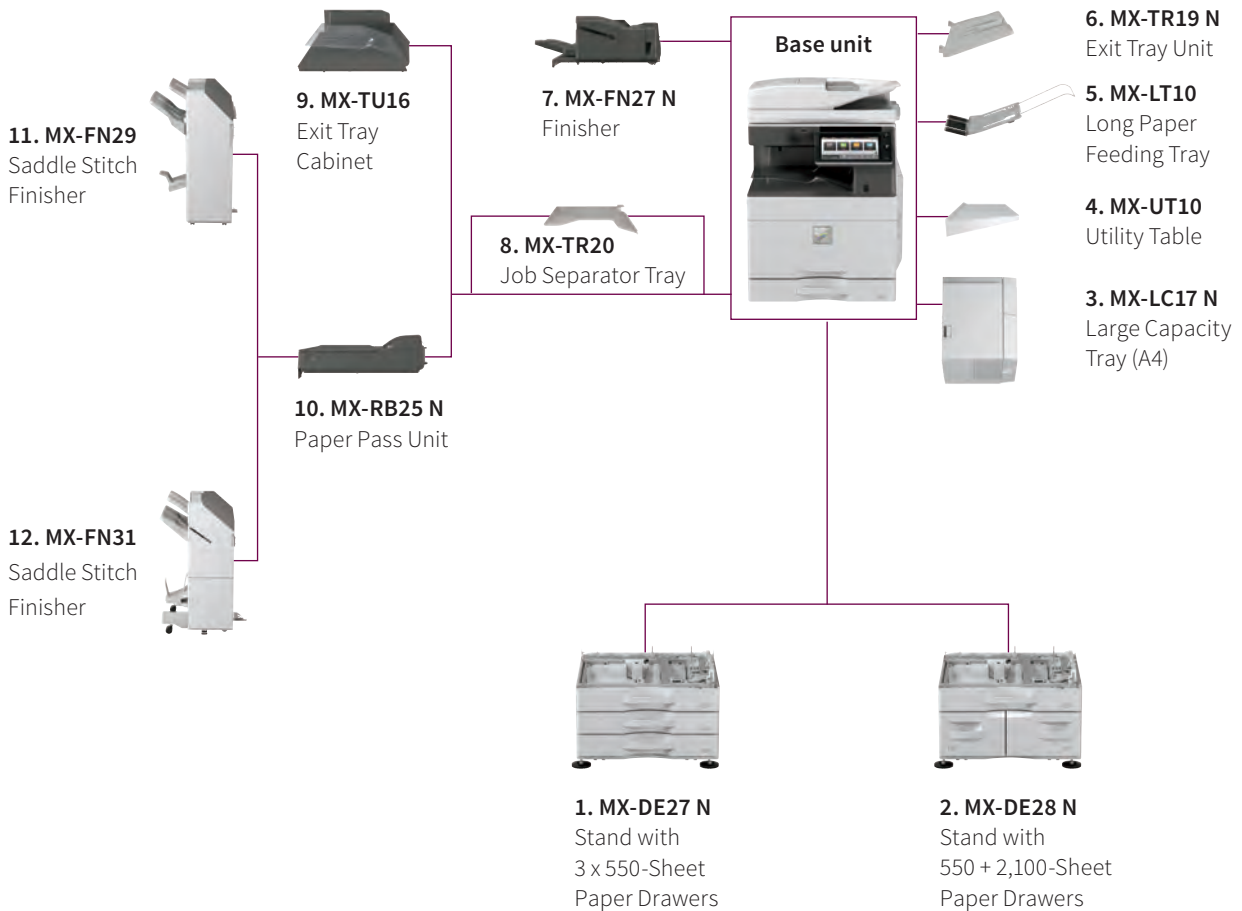 Base unit
6. MX-TR19 N
Exit Tray Unit
5. MX-LT10
Long Paper
Feeding Tray
4. MX-UT10
Utility Table
3. MX-LC17 N
Large Capacity
Tray (A4)
7. MX-FN27 N
Finisher
9. MX-TU16
Exit Tray
Cabinet
11. MX-FN29
Saddle Stitch
Finisher
8. MX-TR20
Job Separator Tray
10. MX-RB25 N
Paper Pass Unit
12. MX-FN31
Saddle Stitch
Finisher
1. MX-DE27 N
Stand with
3 x 550-Sheet
Paper Drawers
2. MX-DE28 N
Stand with
550 + 2,100-Sheet
Paper Drawers